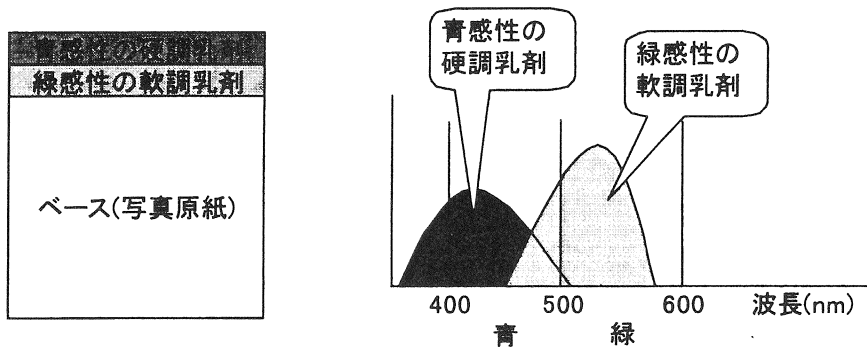 青感性の硬調乳剤
緑感性の軟調乳剤
ベース(写真原紙)
青感性の
硬調乳剤
緑感性の
軟調乳剤
400 500 600 波長(nm)
青 緑